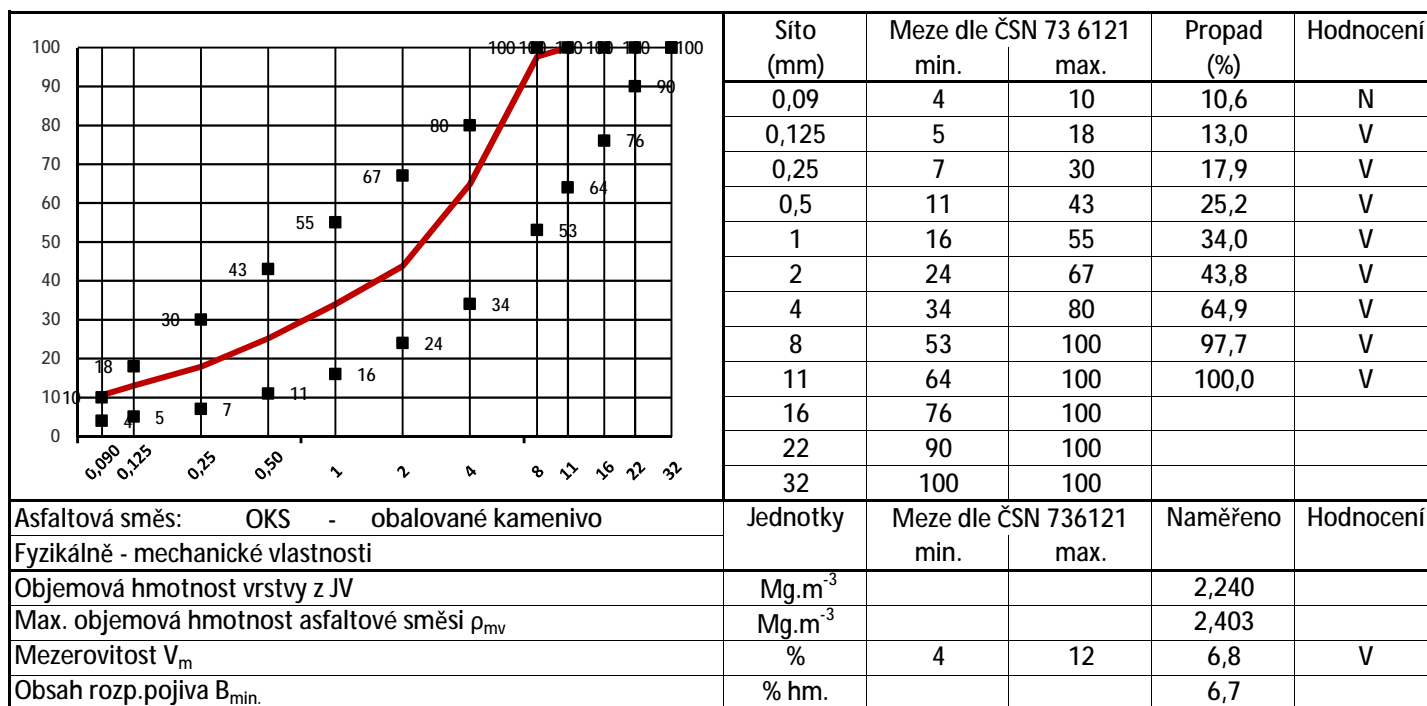 100
90
80
70
60
50
40
30
20
10
0
100 100 100 100 100 100
90
80
76
67
64
55
53
43
34
30
24
18
16
11
10
7
5
4
0,090 0,125 0,25 0,50 1 2 4 8 11 16 22 32
Síto Meze dle ČSN 73 6121 Propad Hodnocení
(mm) min. max. (%)
0,09 4 10 10,6 N
0,125 5 18 13,0 V
0,25 7 30 17,9 V
0,5 11 43 25,2 V
1 16 55 34,0 V
2 24 67 43,8 V
4 34 80 64,9 V
8 53 100 97,7 V
11 64 100 100,0 V
16 76 100
22 90 100
32 100 100
Asfaltová směs: OKS - obalované kamenivo Jednotky Meze dle ČSN 736121 Naměřeno Hodnocení
Fyzikálně - mechanické vlastnosti min. max.
Objemová hmotnost vrstvy z JV Mg.m-3 2,240
Max. objemová hmotnost asfaltové směsi ρmv Mg.m-3 2,403
Mezerovitost Vm % 4 12 6,8 V
Obsah rozp.pojiva Bmin. % hm. 6,7